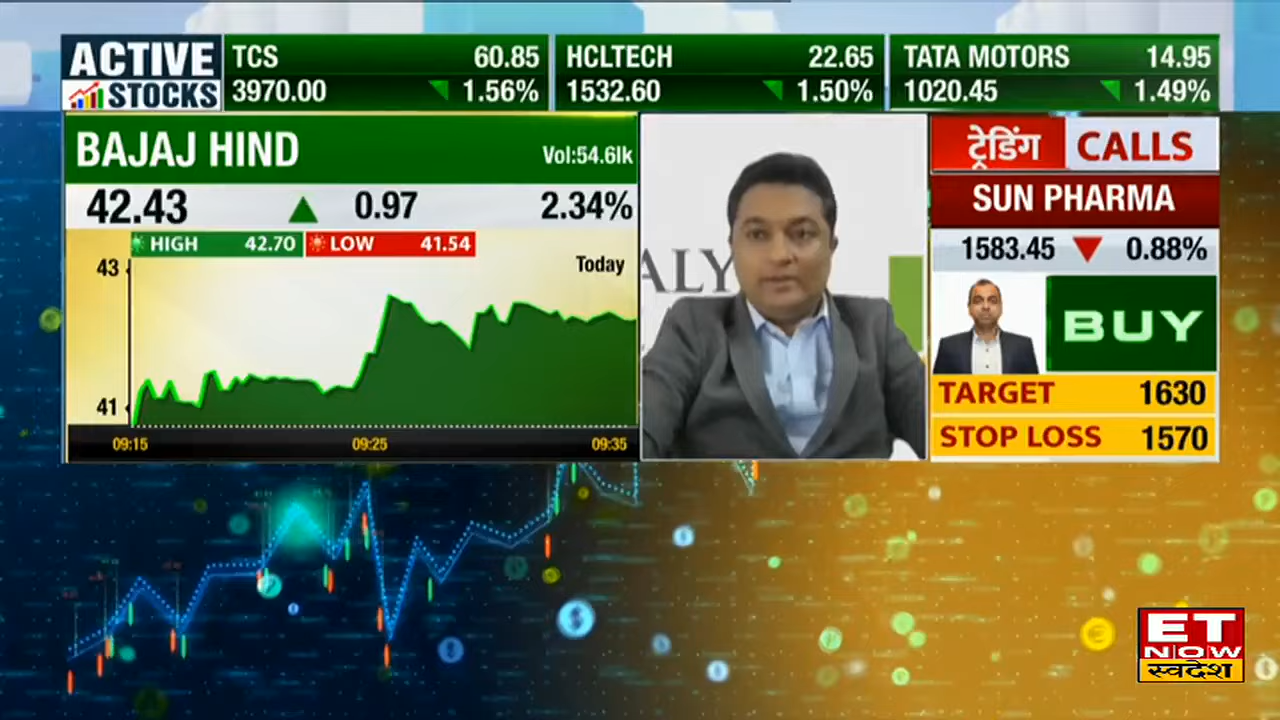 ACTIVE
STOCKS
TCS 60.85
3970.00 1.56%
HCLTECH 22.65
1532.60 1.50%
TATA MOTORS 14.95
1020.45 1.49%
BAJAJ HIND Vol:54.6lk
42.43 0.97 2.34%
HIGH 42.70 LOW 41.54
Today
43
41
09:15 09:25 09:35
ALY
ट्रेडिंग CALLS
SUN PHARMA
1583.45 0.88%
BUY
TARGET 1630
STOP LOSS 1570
ET
NOW
स्वदेश